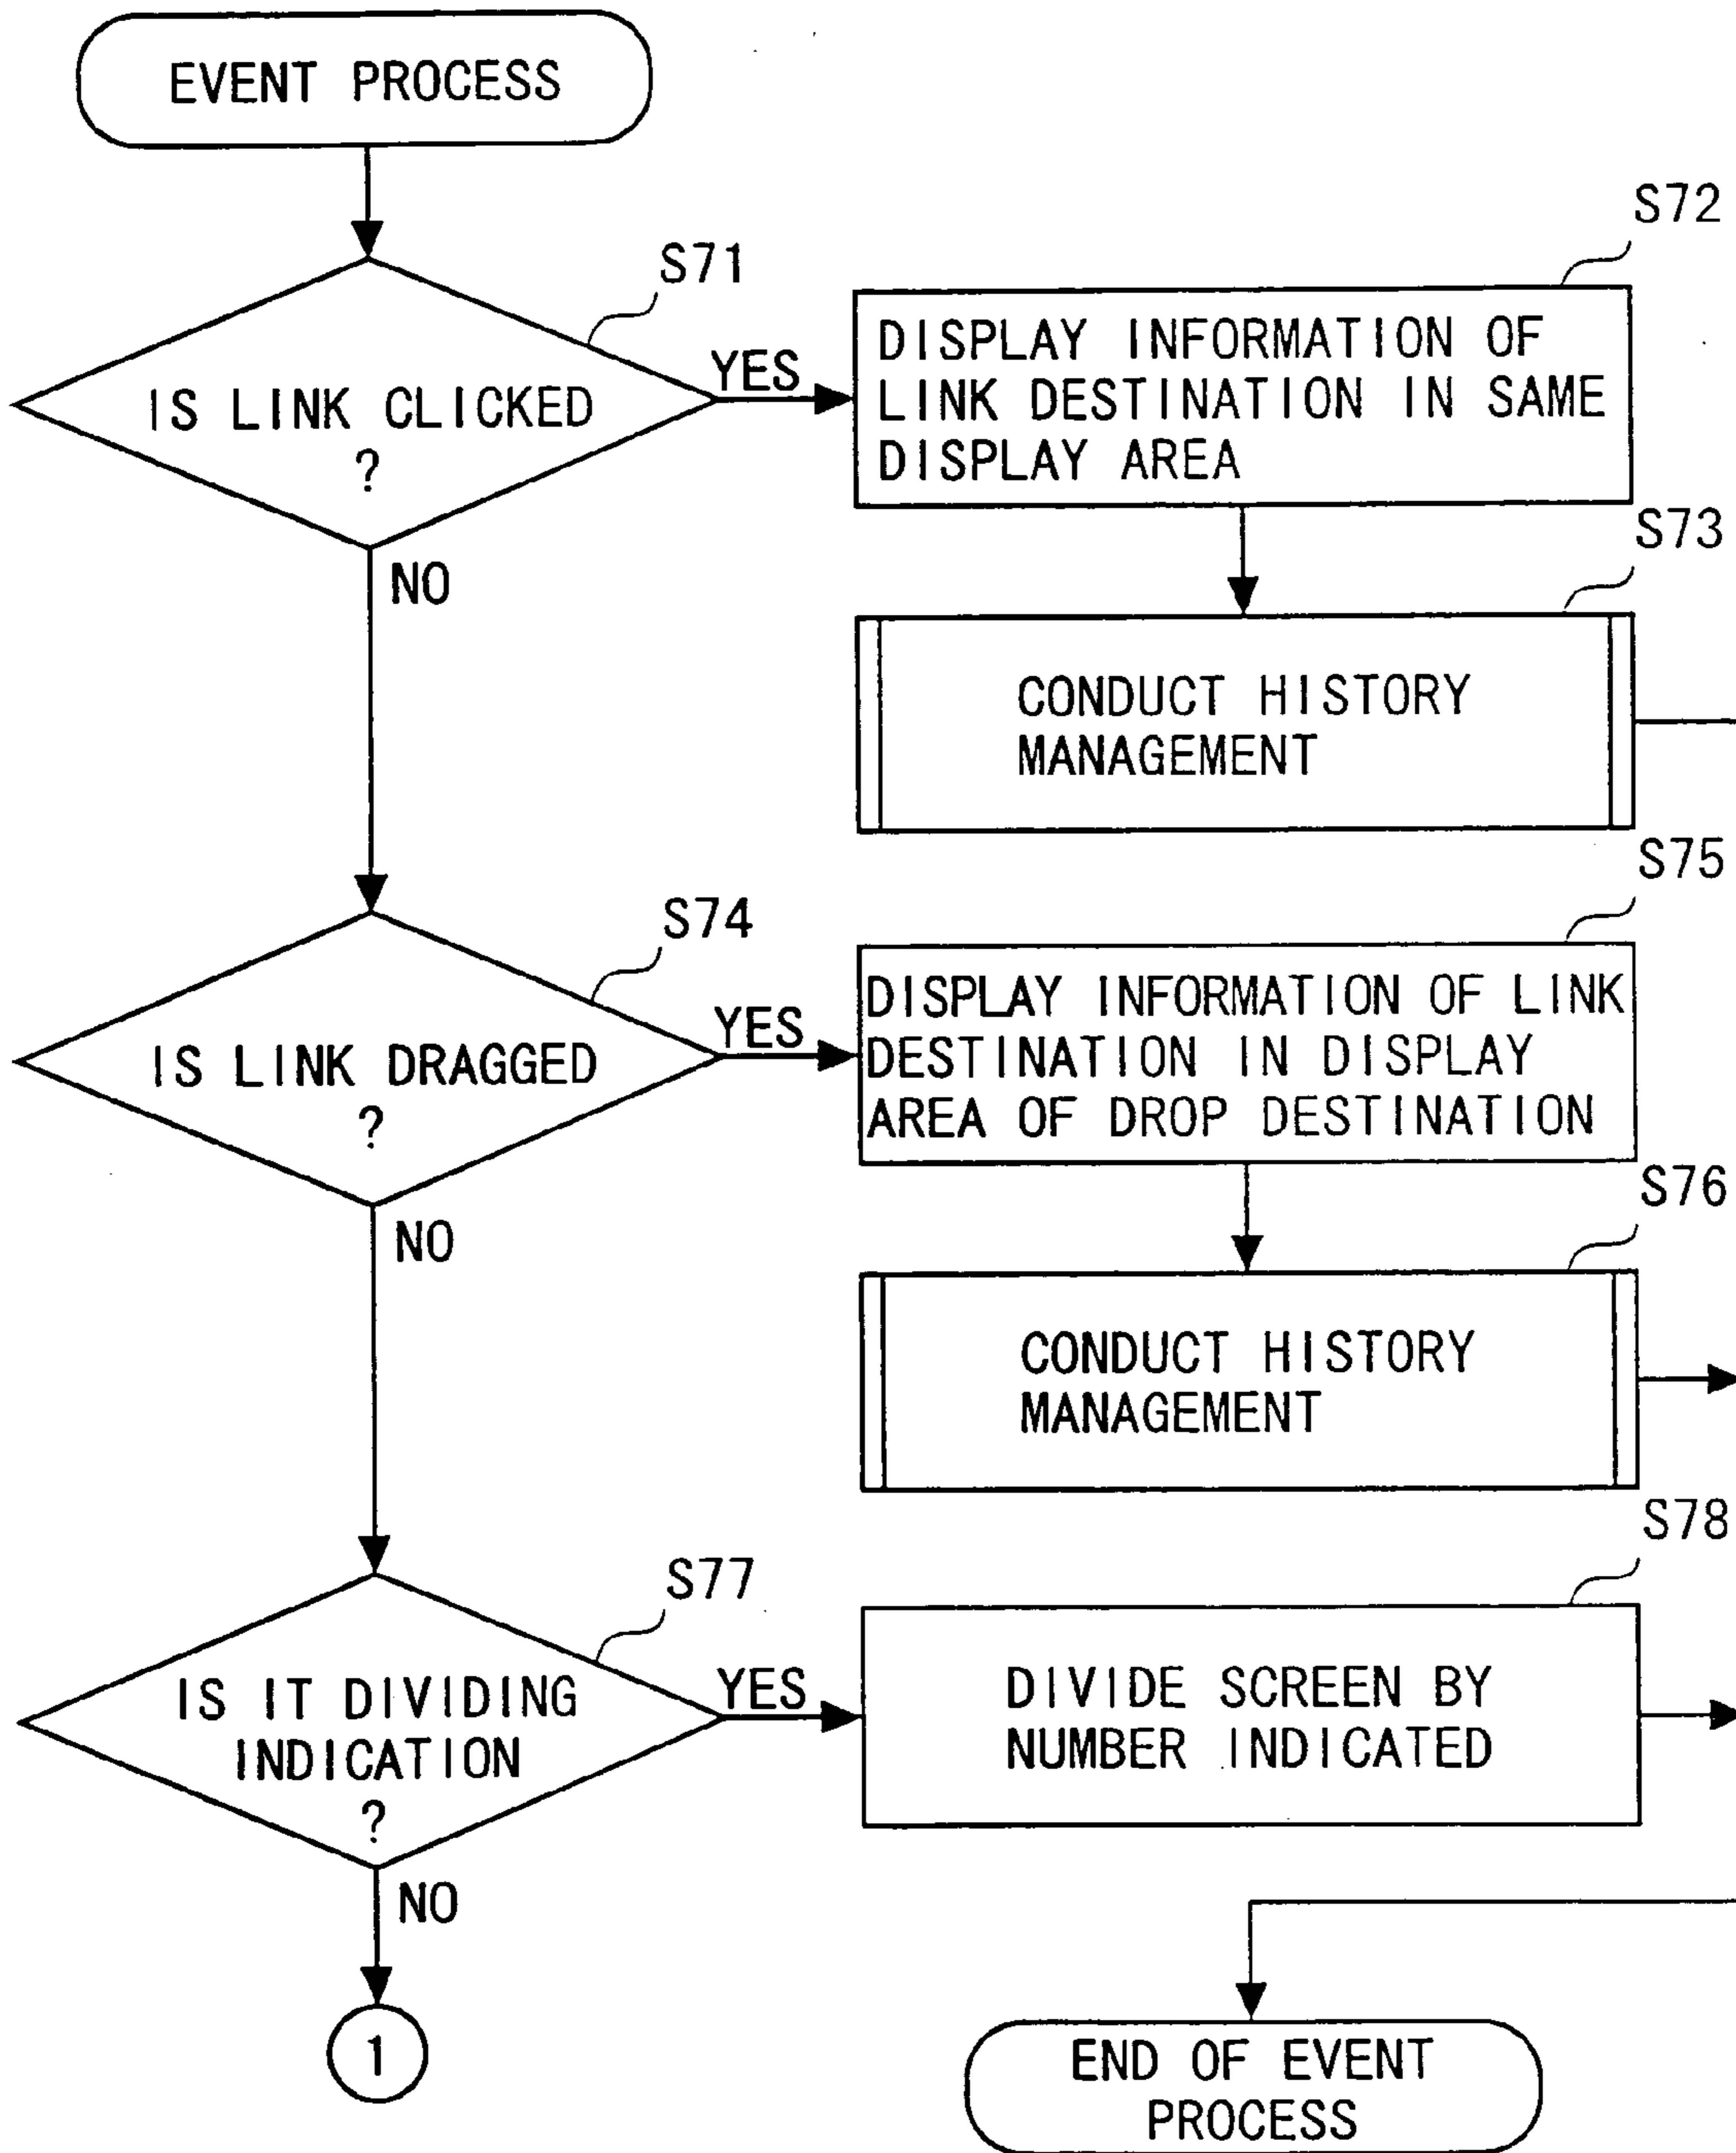 EVENT PROCESS
S71
IS LINK CLICKED
?
YES
NO
S72
DISPLAY INFORMATION OF
LINK DESTINATION IN SAME
DISPLAY AREA
S73
CONDUCT HISTORY
MANAGEMENT
S74
IS LINK DRAGGED
?
YES
NO
S75
DISPLAY INFORMATION OF LINK
DESTINATION IN DISPLAY
AREA OF DROP DESTINATION
S76
CONDUCT HISTORY
MANAGEMENT
S77
IS IT DIVIDING
INDICATION
?
YES
NO
S78
DIVIDE SCREEN BY
NUMBER INDICATED
1
END OF EVENT
PROCESS